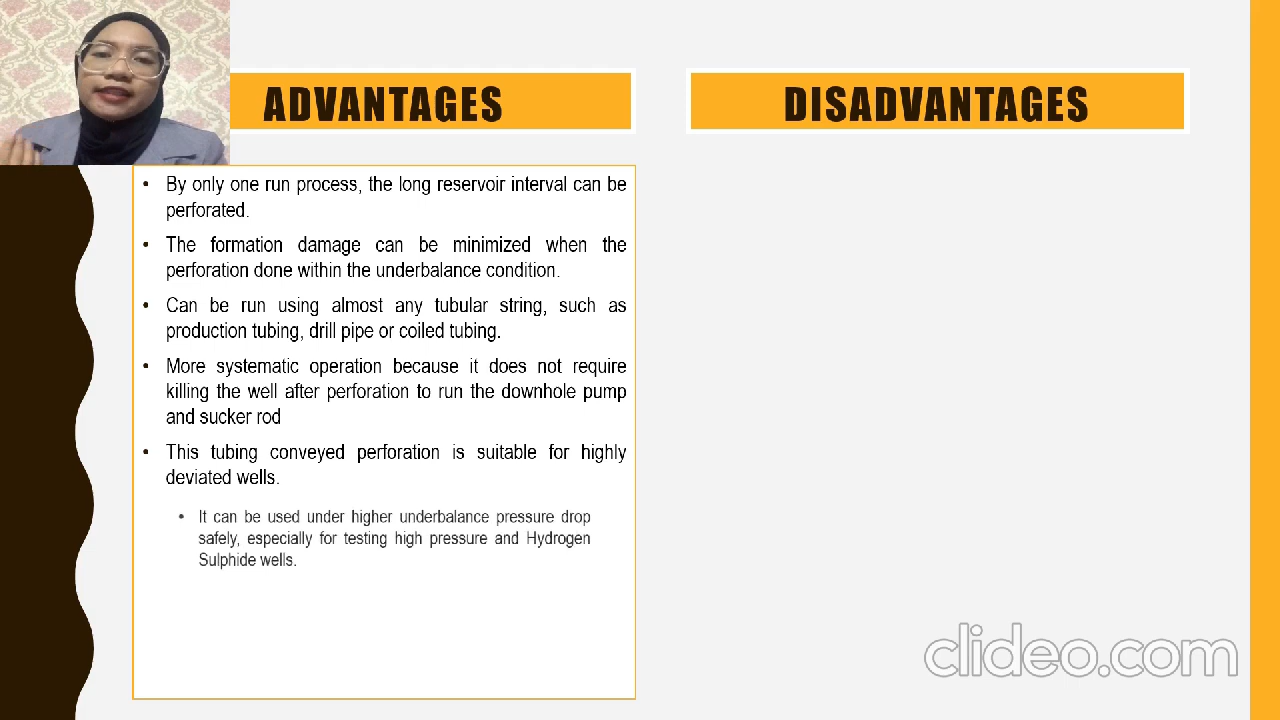 ADVANTAGES
DISADVANTAGES
• By only one run process, the long reservoir interval can be
perforated.
• The formation damage can be minimized when the
perforation done within the underbalance condition.
• Can be run using almost any tubular string, such as
production tubing, drill pipe or coiled tubing.
• More systematic operation because it does not require
killing the well after perforation to run the downhole pump
and sucker rod
• This tubing conveyed perforation is suitable for highly
deviated wells.
• It can be used under higher underbalance pressure drop
safely, especially for testing high pressure and Hydrogen
Sulphide wells.
clideo.com